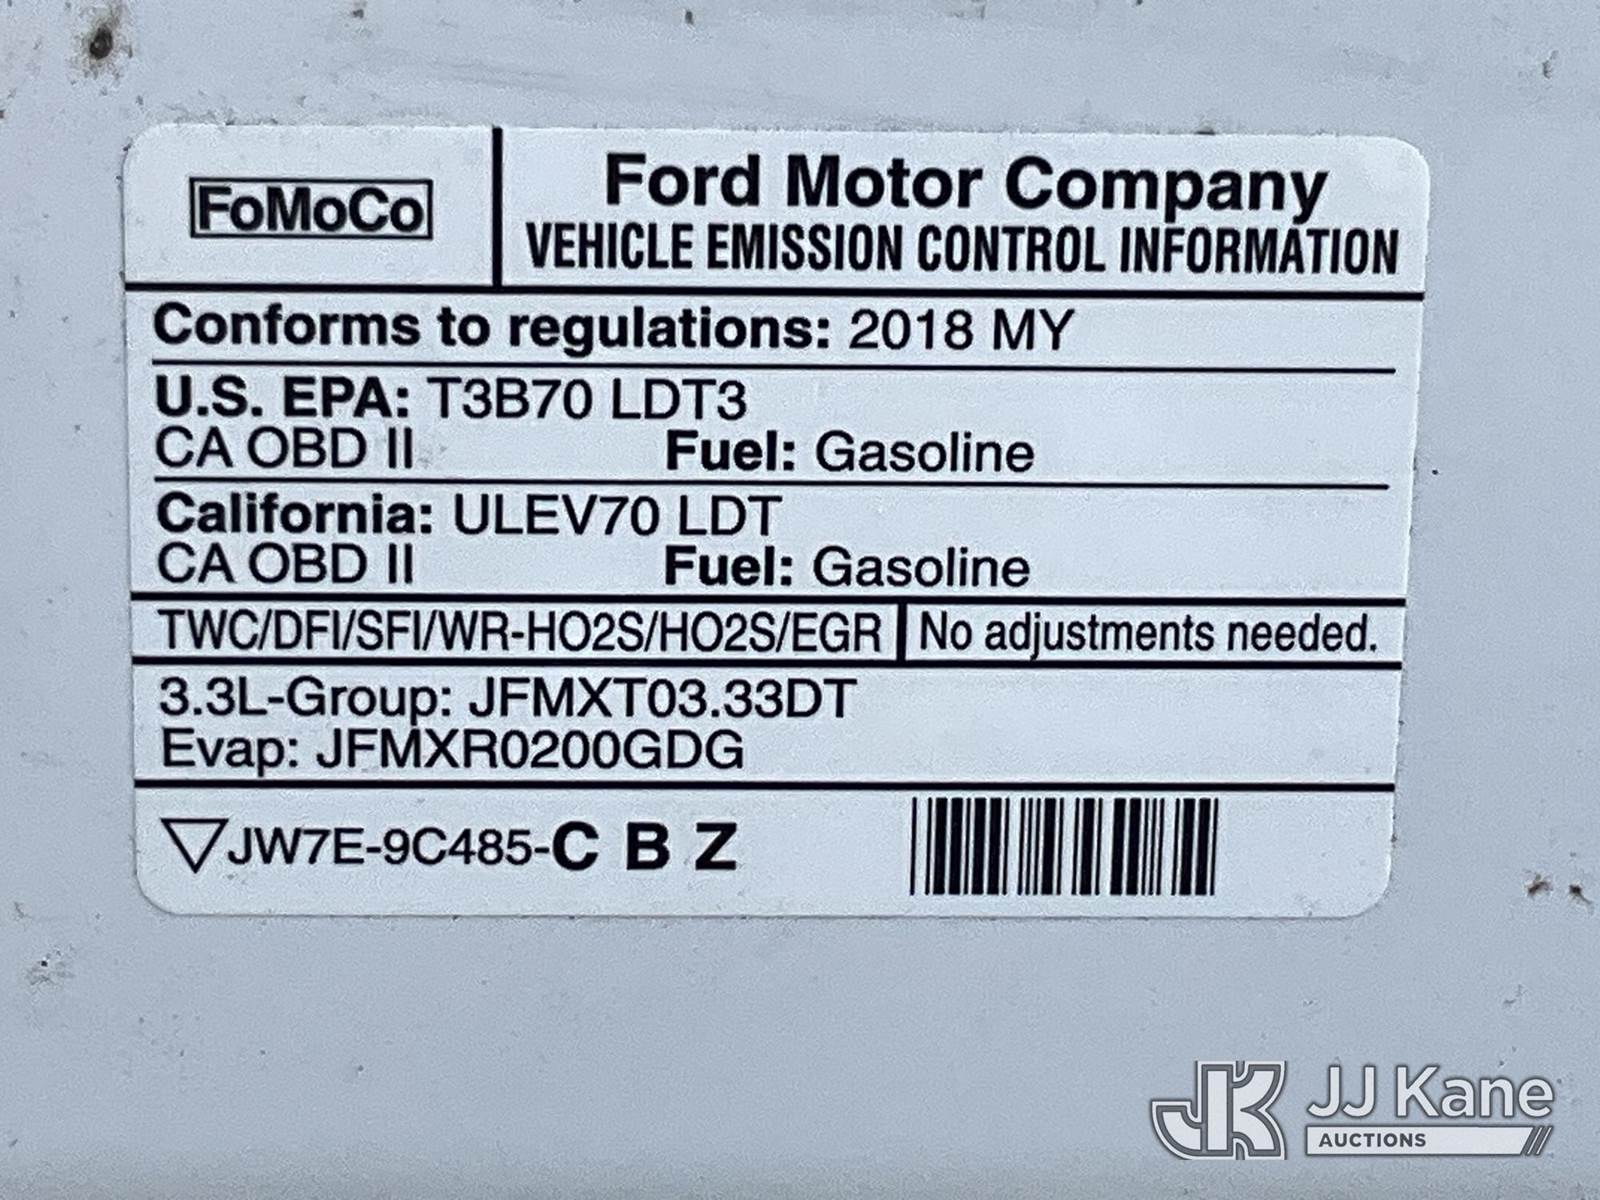 FoMoCo
Ford Motor Company
VEHICLE EMISSION CONTROL INFORMATION
Conforms to regulations: 2018 MY
U.S. EPA: T3B70 LDT3
CA OBD II Fuel: Gasoline
California: ULEV70 LDT
CA OBD II Fuel: Gasoline
TWC/DFI/SFI/WR-HO2S/HO2S/EGR No adjustments needed.
3.3L-Group: JFMXT03.33DT
Evap: JFMXR0200GDG
JW7E-9C485-C B Z
JK JJ Kane
AUCTIONS